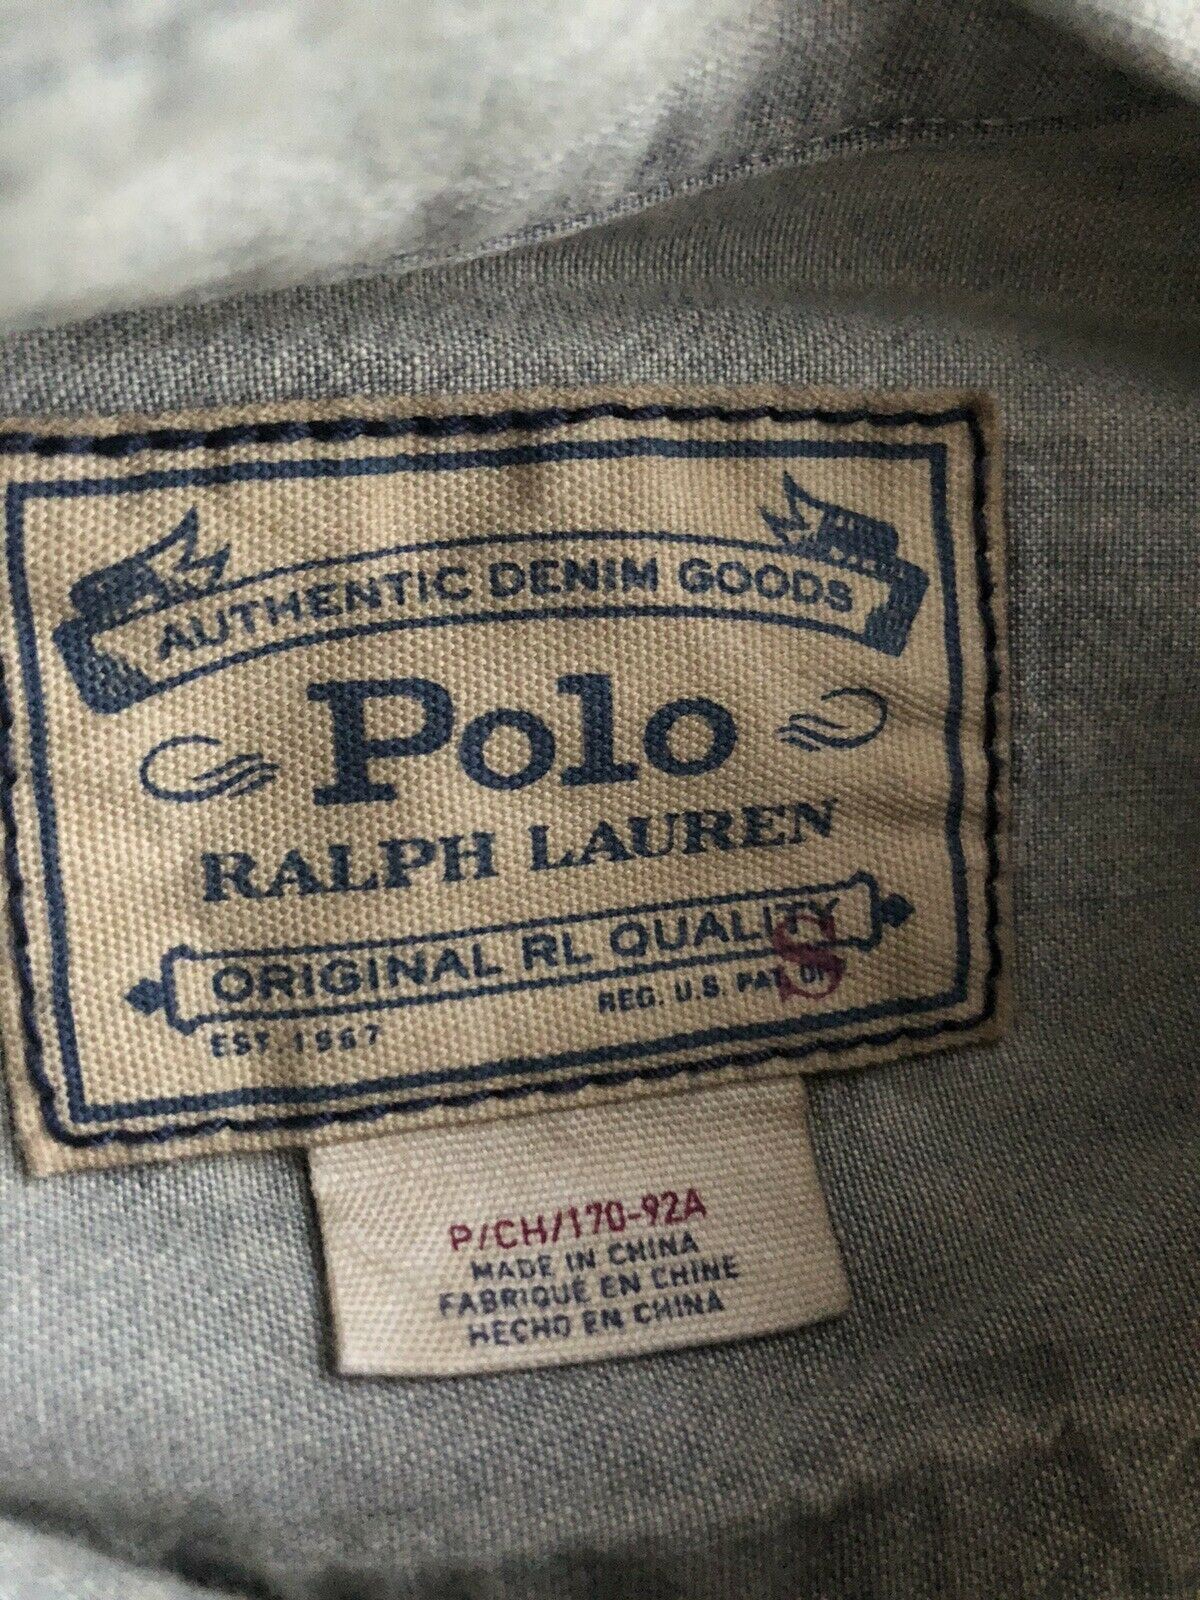 AUTHENTIC DENIM GOODS
Polo
RALPH LAUREN
ORIGINAL RL QUALITY
S
EST. 1967
REG. U.S. PAT. OF
P/CH/170-92A
MADE IN CHINA
FABRIQUÉ EN CHINE
HECHO EN CHINA